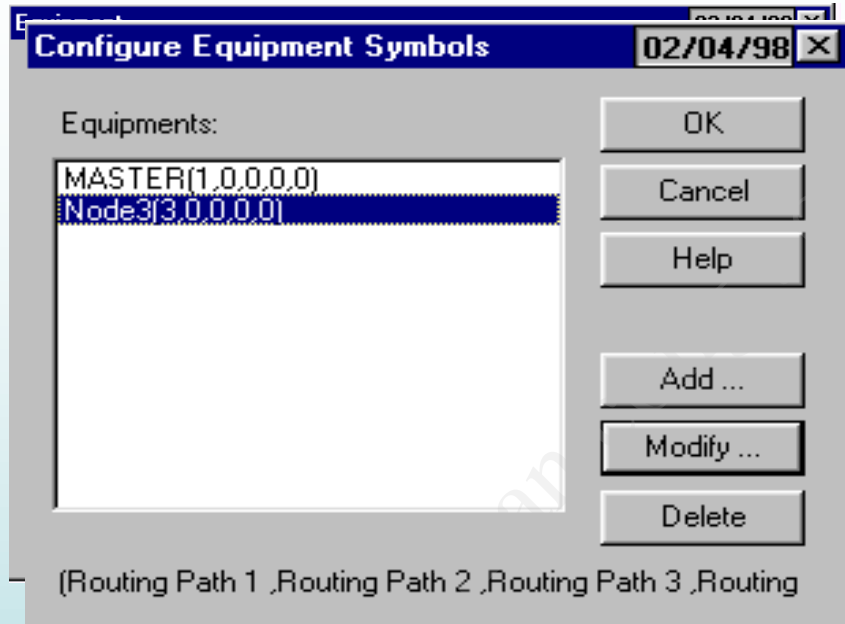 Configure Equipment Symbols 02/04/98
Equipments:
MASTER(1,0,0,0,0)
Node3(3,0,0,0,0)
OK
Cancel
Help
Add ...
Modify ...
Delete
(Routing Path 1 ,Routing Path 2 ,Routing Path 3 ,Routing